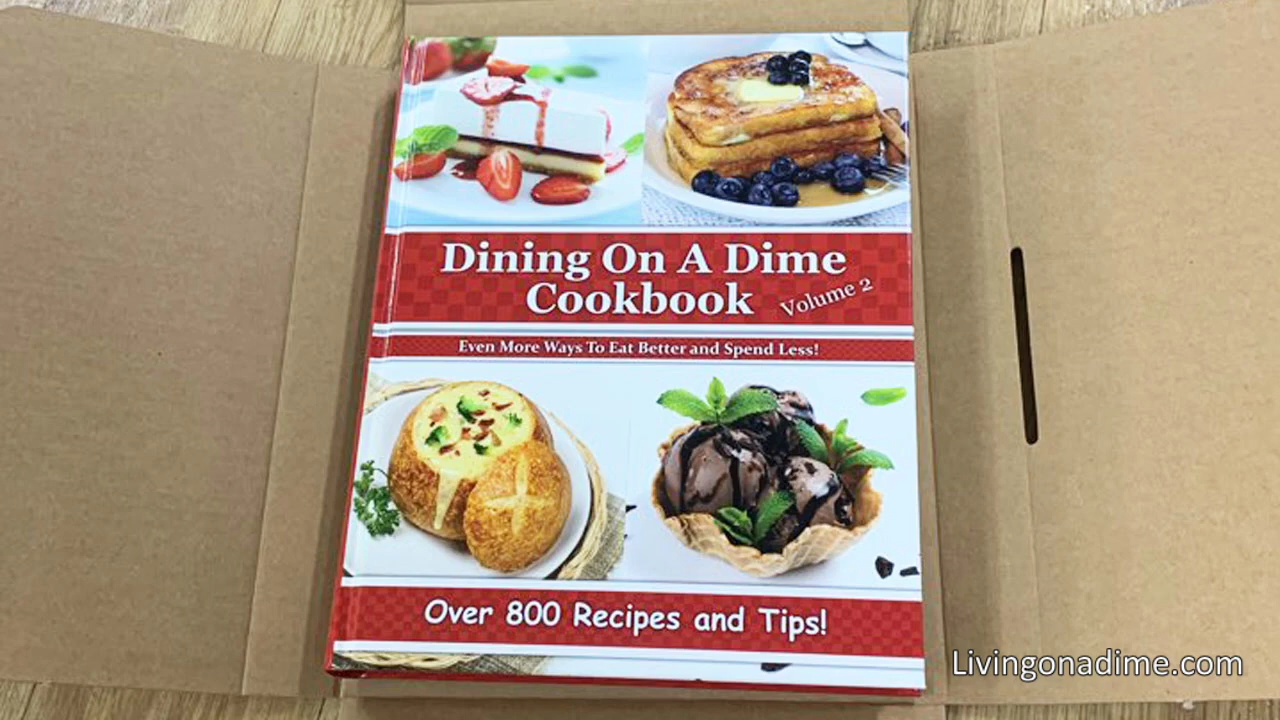 Dining On A Dime
Cookbook
Volume 2
Even More Ways To Eat Better and Spend Less!
Over 800 Recipes and Tips!
Livingonadime.com